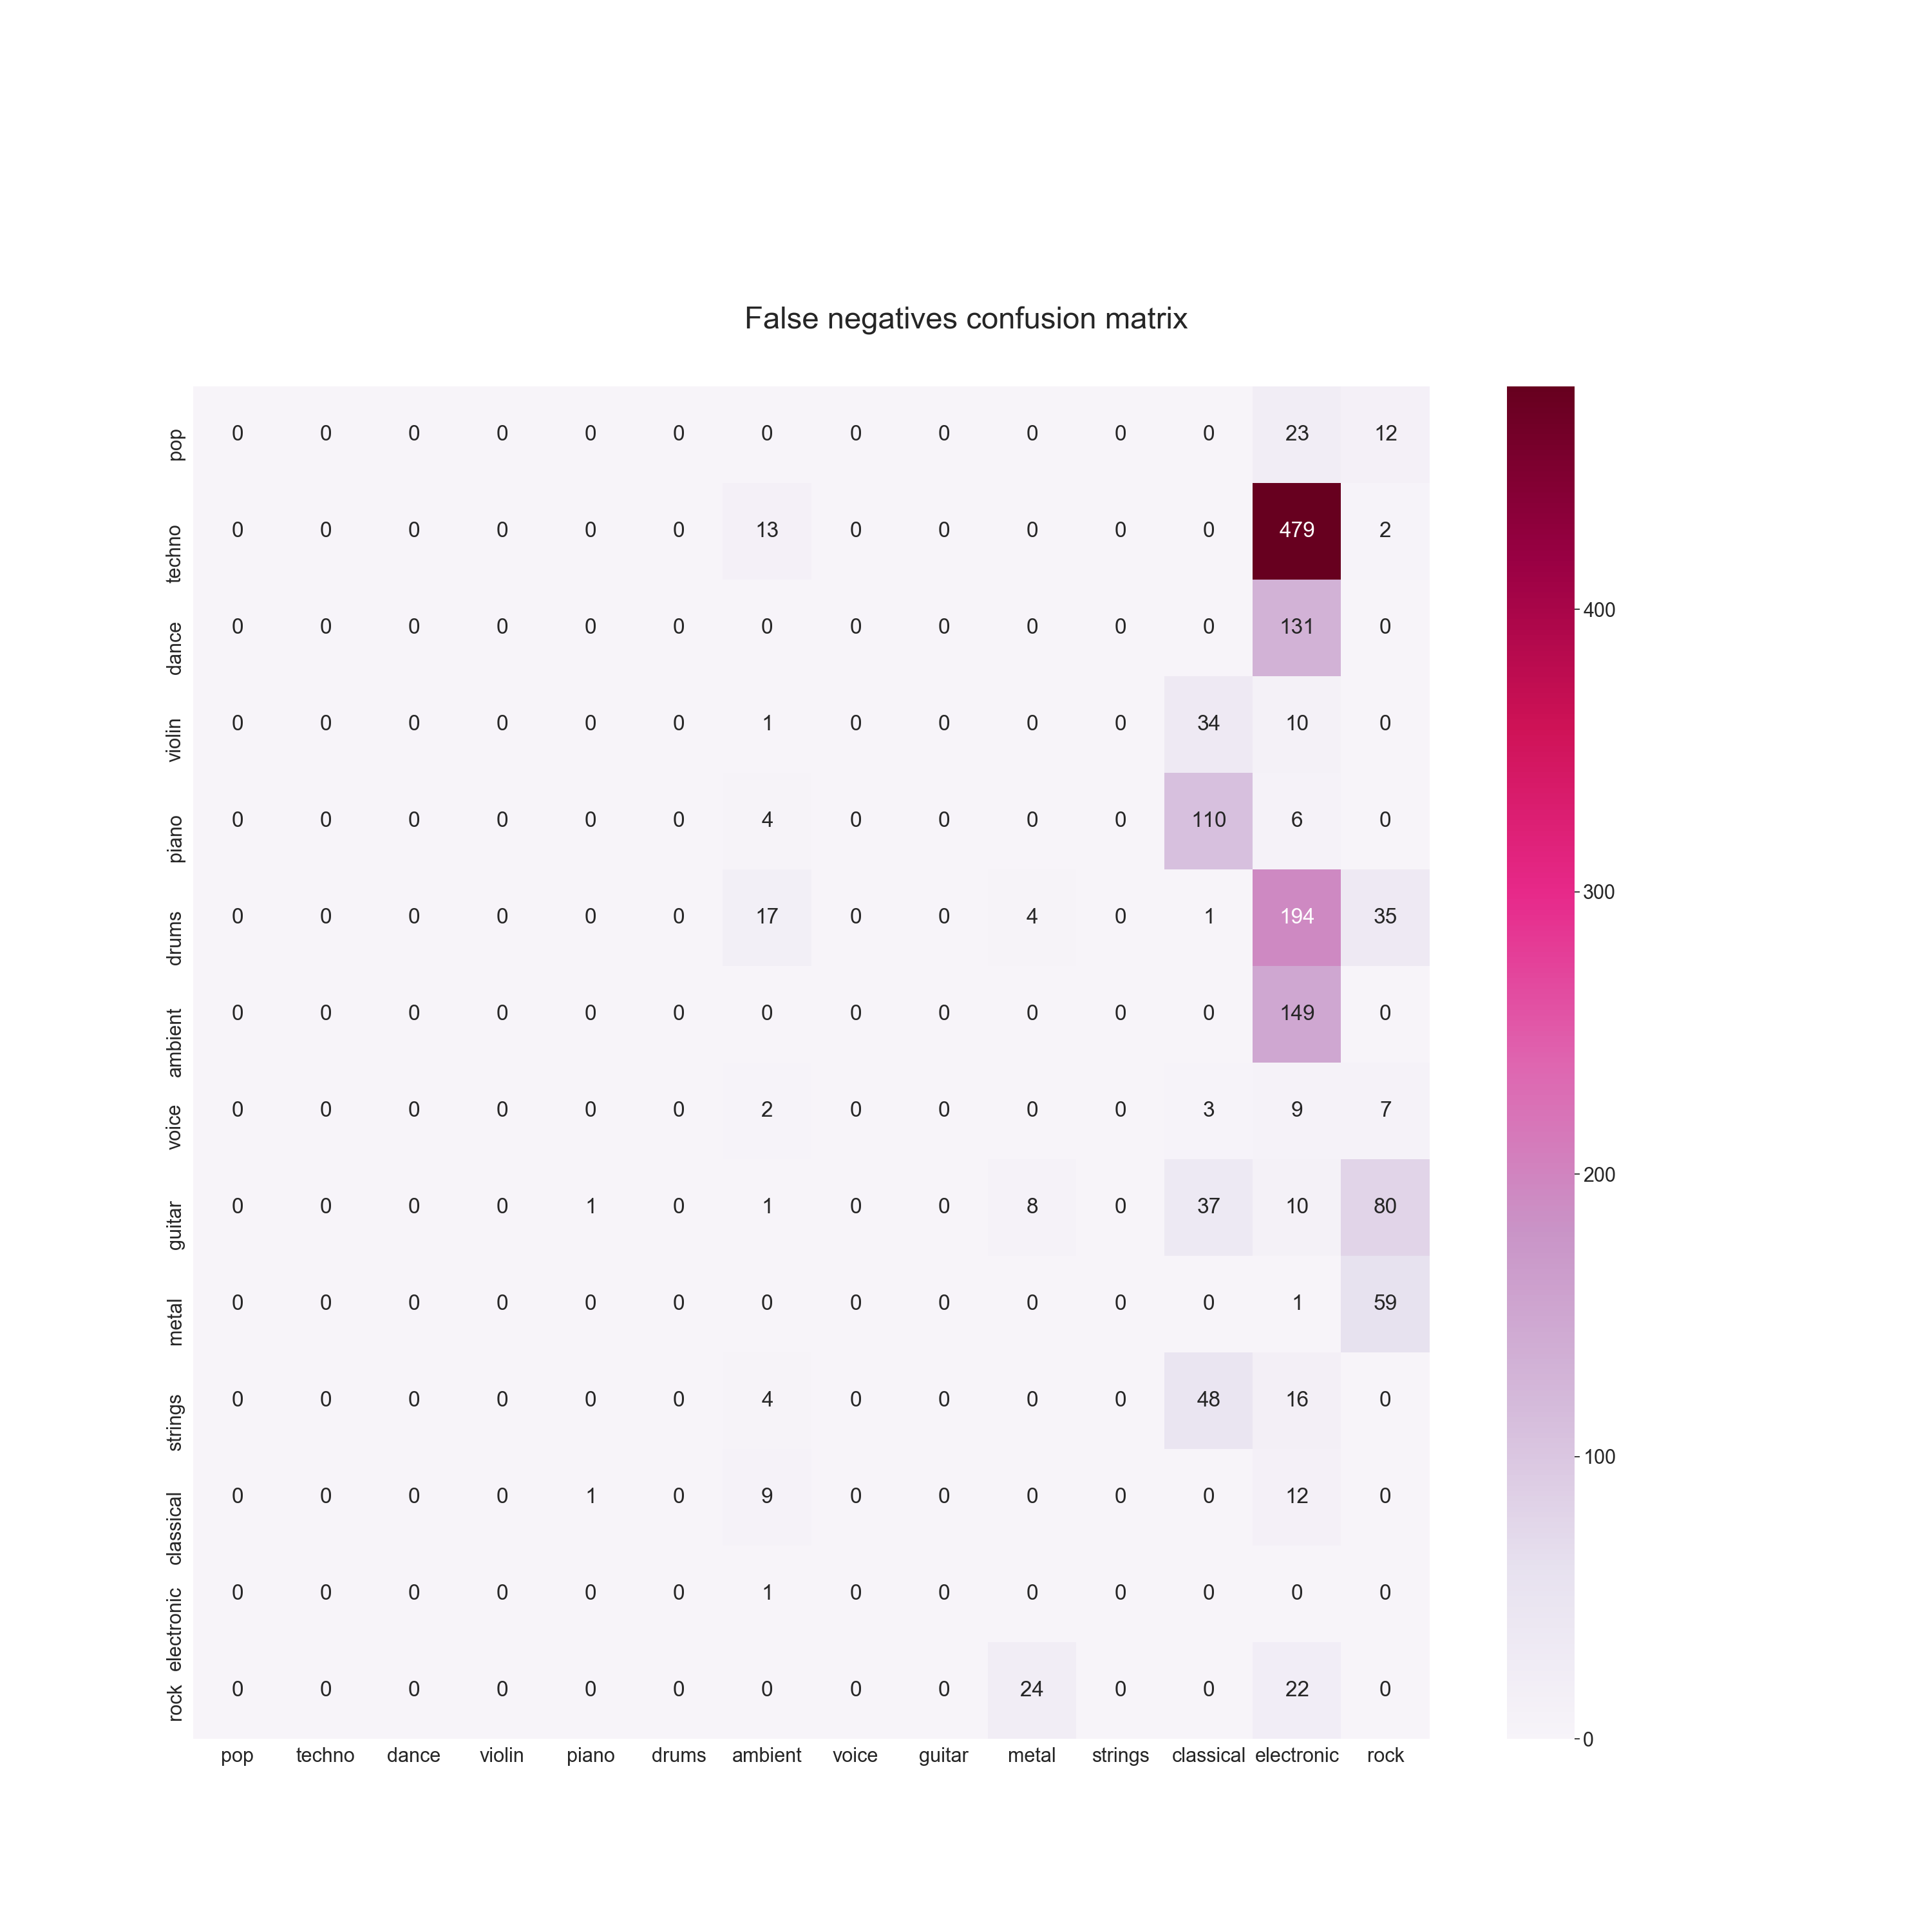 False negatives confusion matrix
pop 0 0 0 0 0 0 0 0 0 0 0 0 23 12
techno 0 0 0 0 0 0 13 0 0 0 0 0 479 2
dance 0 0 0 0 0 0 0 0 0 0 0 0 131 0
violin 0 0 0 0 0 0 1 0 0 0 0 34 10 0
piano 0 0 0 0 0 0 4 0 0 0 0 110 6 0
drums 0 0 0 0 0 0 17 0 0 4 0 1 194 35
ambient 0 0 0 0 0 0 0 0 0 0 0 0 149 0
voice 0 0 0 0 0 0 2 0 0 0 0 3 9 7
guitar 0 0 0 0 1 0 1 0 0 8 0 37 10 80
metal 0 0 0 0 0 0 0 0 0 0 0 0 1 59
strings 0 0 0 0 0 0 4 0 0 0 0 48 16 0
classical 0 0 0 0 1 0 9 0 0 0 0 0 12 0
electronic 0 0 0 0 0 0 1 0 0 0 0 0 0 0
rock 0 0 0 0 0 0 0 0 0 24 0 0 22 0
pop techno dance violin piano drums ambient voice guitar metal strings classical electronic rock
400
300
200
100
0